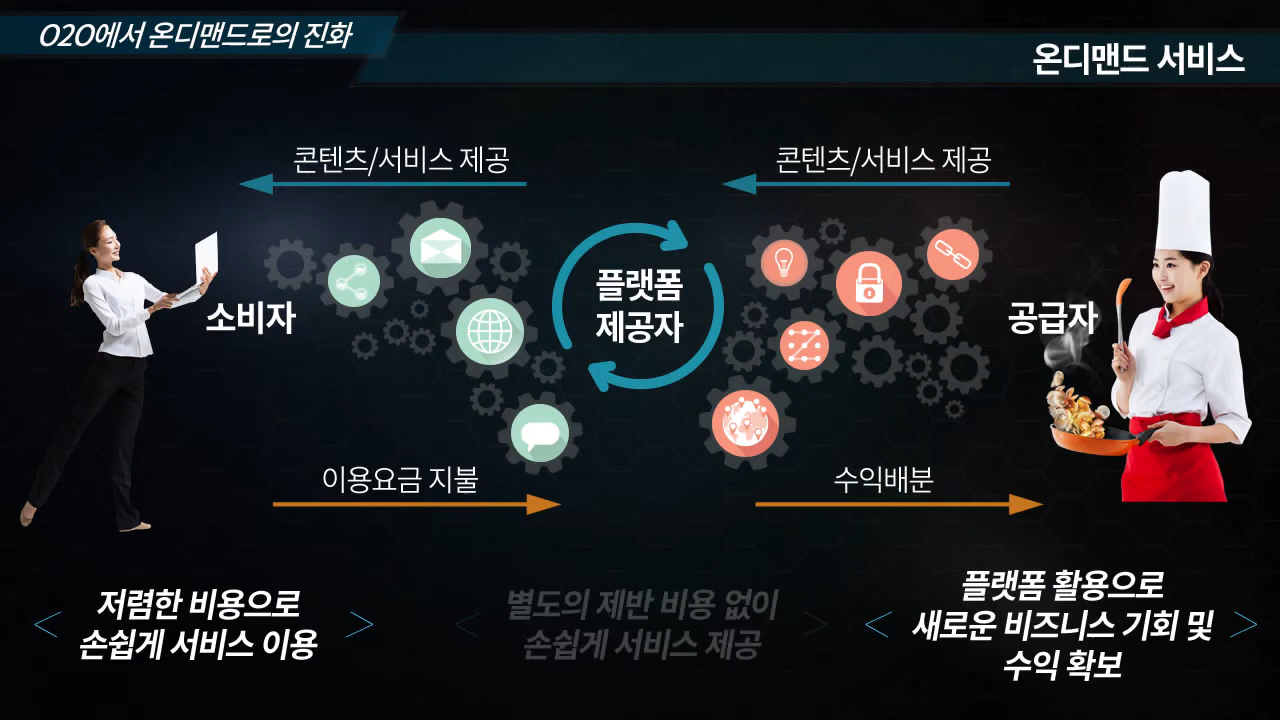 O2O에서 온디맨드로의 진화
온디맨드 서비스
콘텐츠/서비스 제공
콘텐츠/서비스 제공
소비자
플랫폼
제공자
공급자
이용요금 지불
수익배분
저렴한 비용으로
손쉽게 서비스 이용
별도의 제반 비용 없이
손쉽게 서비스 제공
플랫폼 활용으로
새로운 비즈니스 기회 및
수익 확보